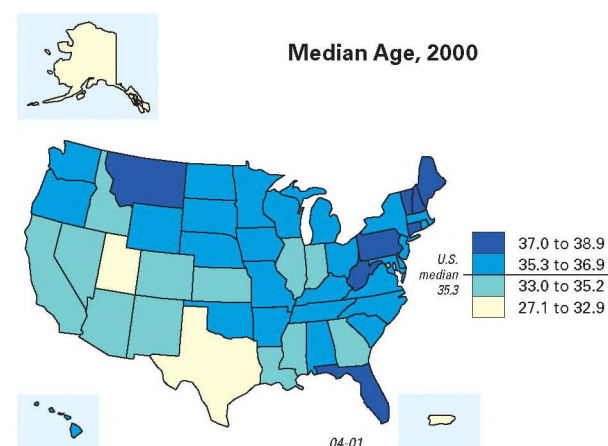 Median Age, 2000
U.S.
median
35.3
37.0 to 38.9
35.3 to 36.9
33.0 to 35.2
27.1 to 32.9
04-01